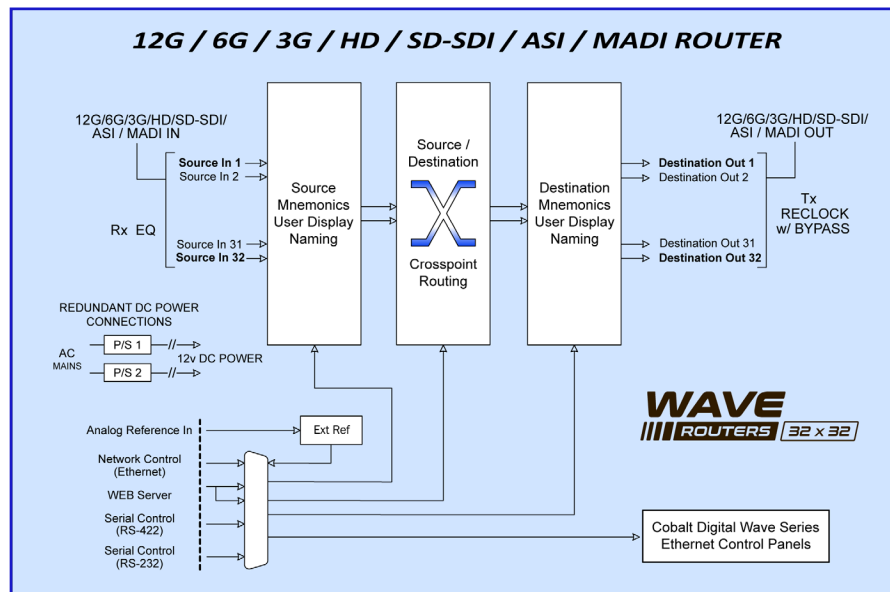 12G / 6G / 3G / HD / SD-SDI / ASI / MADI ROUTER
12G/6G/3G/HD/SD-SDI/
ASI / MADI IN
Source In 1
Source In 2
Rx EQ
Source In 31
Source In 32
Source
Mnemonics
User Display
Naming
Source /
Destination
Crosspoint
Routing
Destination
Mnemonics
User Display
Naming
12G/6G/3G/HD/SD-SDI/
ASI / MADI OUT
Destination Out 1
Destination Out 2
Tx
RECLOCK
w/ BYPASS
Destination Out 31
Destination Out 32
REDUNDANT DC POWER
CONNECTIONS
AC
MAINS
P/S 1
P/S 2
12v DC POWER
WAVE
ROUTERS 32 x 32
Analog Reference In
Ext Ref
Network Control
(Ethernet)
WEB Server
Serial Control
(RS-422)
Serial Control
(RS-232)
Cobalt Digital Wave Series
Ethernet Control Panels